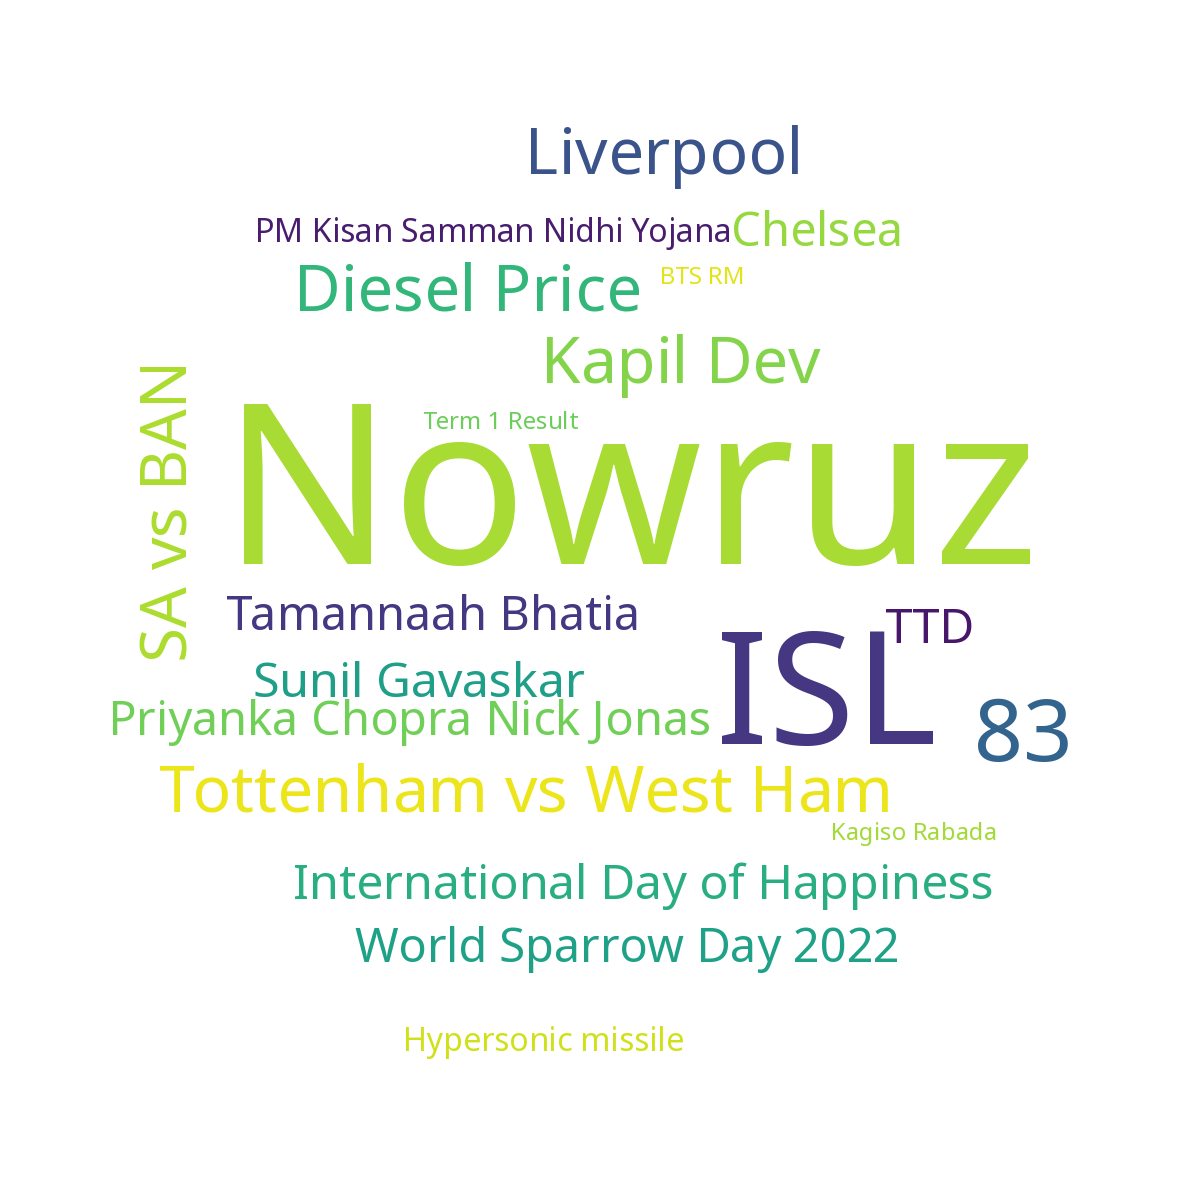 Liverpool
PM Kisan Samman Nidhi Yojana
Chelsea
Diesel Price
BTS RM
Kapil Dev
SA vs BAN
Term 1 Result
Nowruz
Tamannaah Bhatia
TTD
ISL
Sunil Gavaskar
Priyanka Chopra Nick Jonas
83
Tottenham vs West Ham
Kagiso Rabada
International Day of Happiness
World Sparrow Day 2022
Hypersonic missile